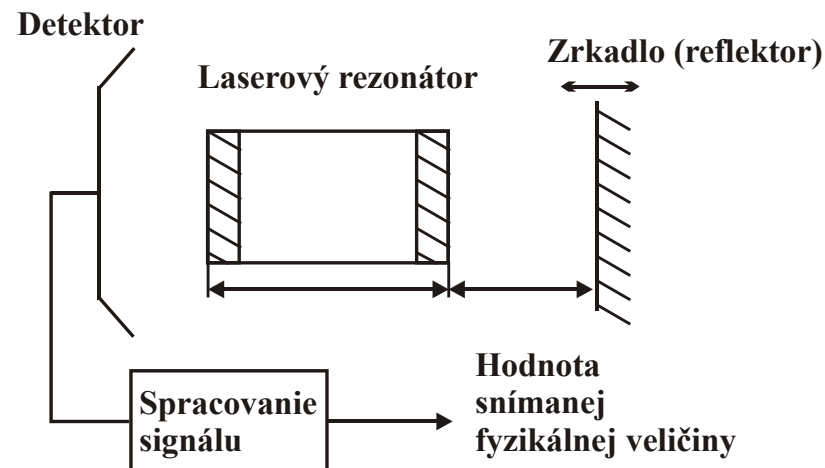 Detektor
Zrkadlo (reflektor)
Laserový rezonátor
Spracovanie
signálu
Hodnota
snímanej
fyzikálnej veličiny